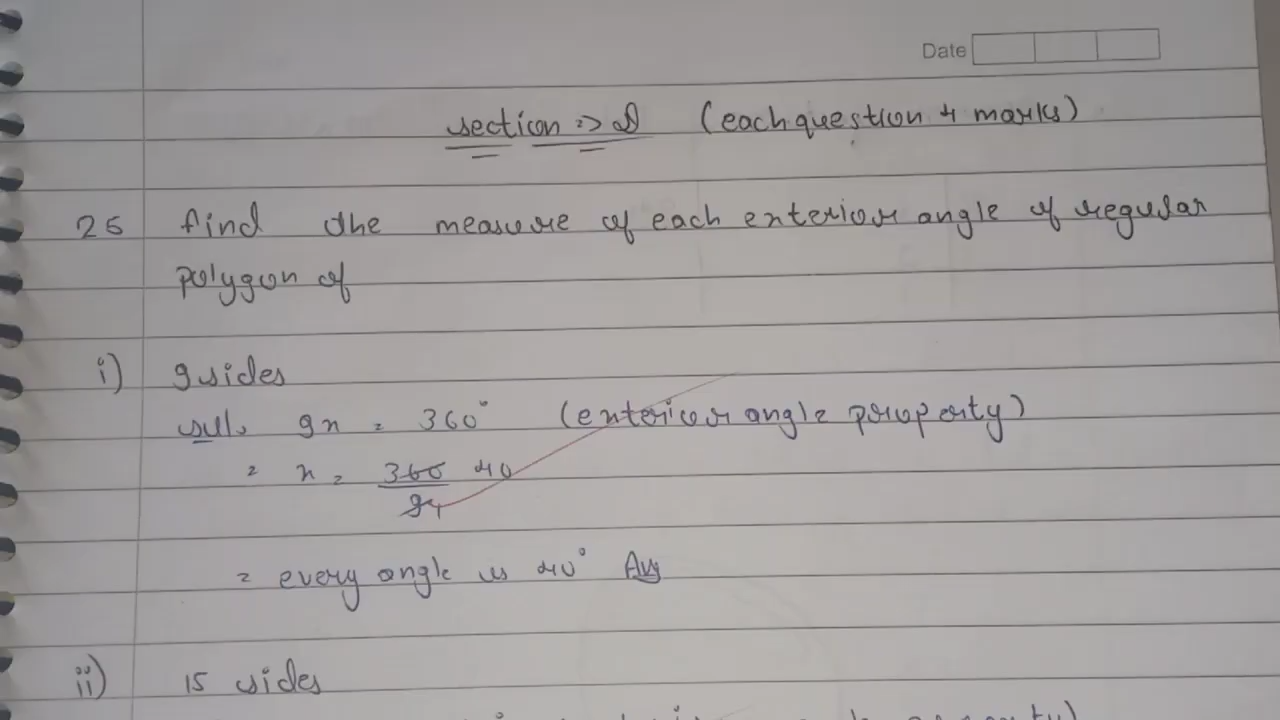 Date
section => D (each question 4 marks)
25 find the measure of each exterior angle of regular
polygon of
i) 9 sides
sol. 9x = 360° (exterior angle property)
= x = 360 40
9 1
= every angle is 40° Ans
ii) 15 sides